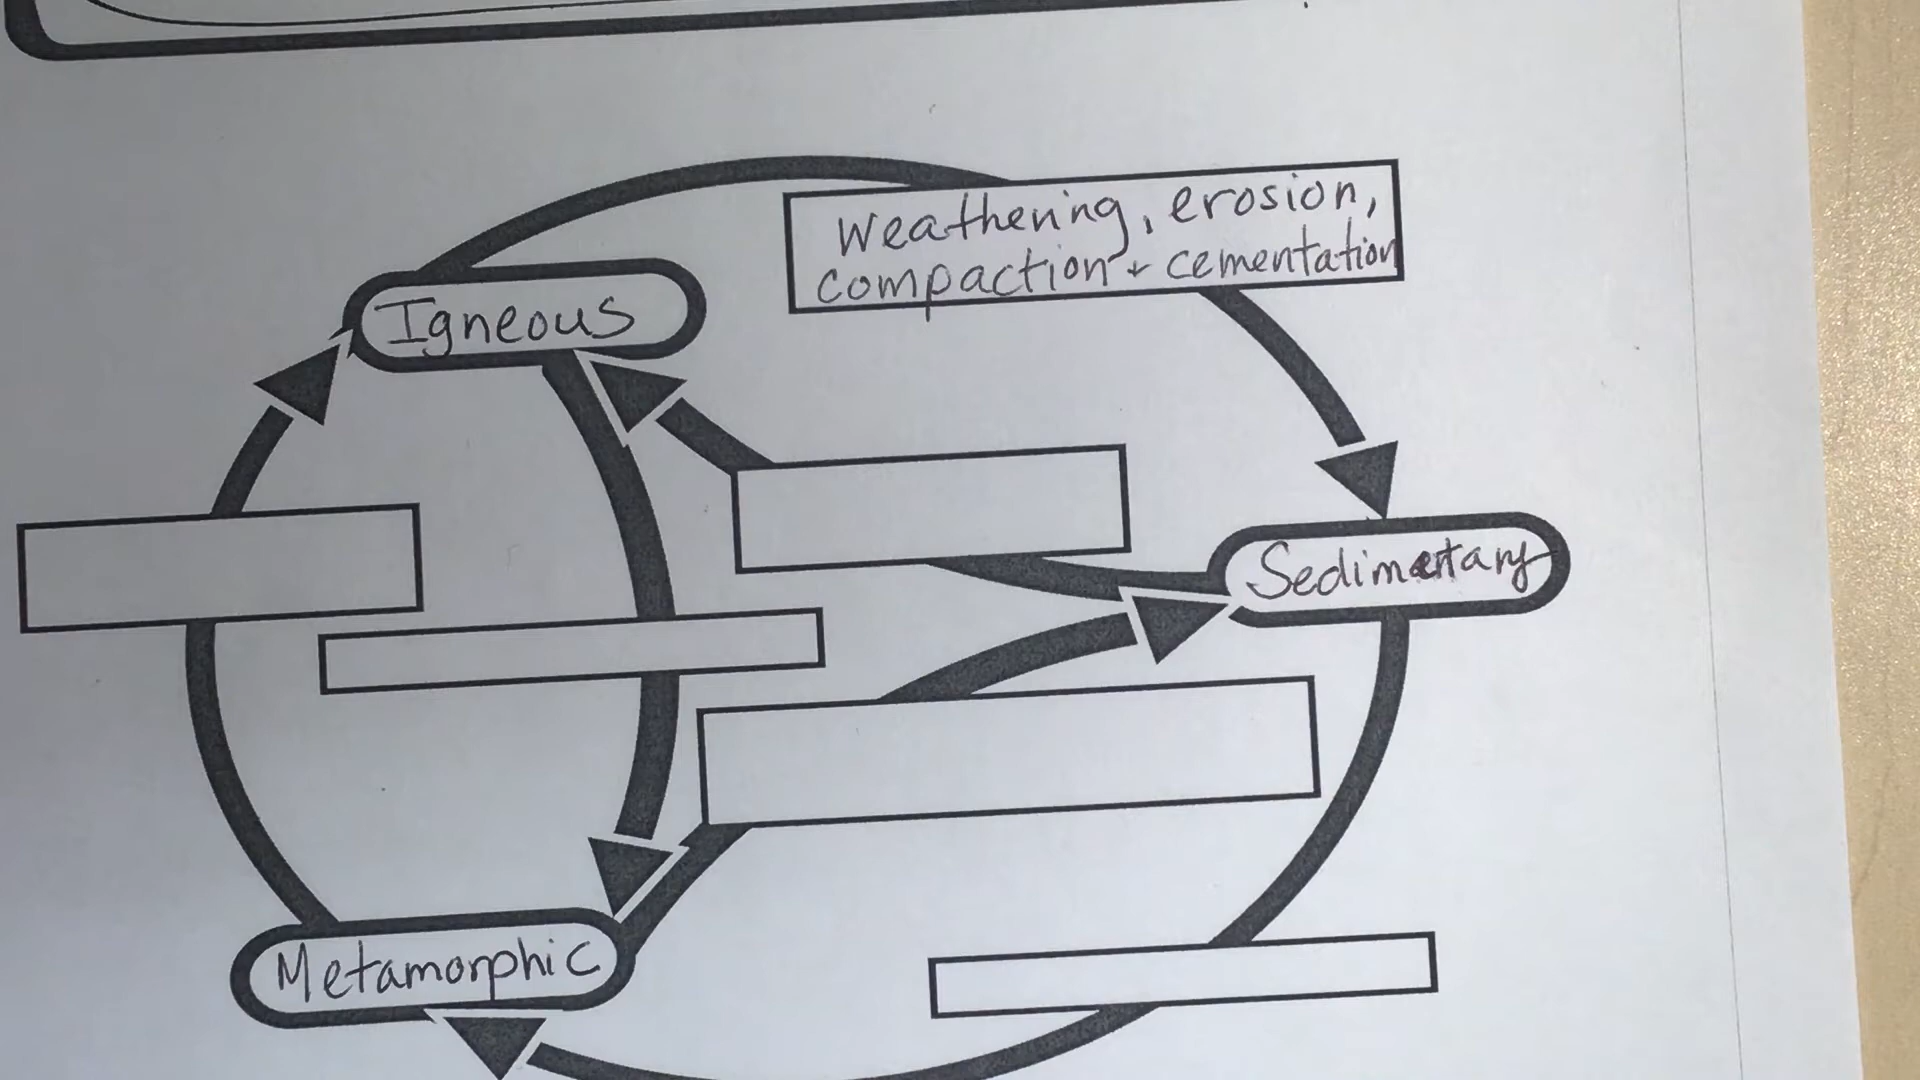 Weathering, erosion,
compaction + cementation
Igneous
Sedimentary
Metamorphic